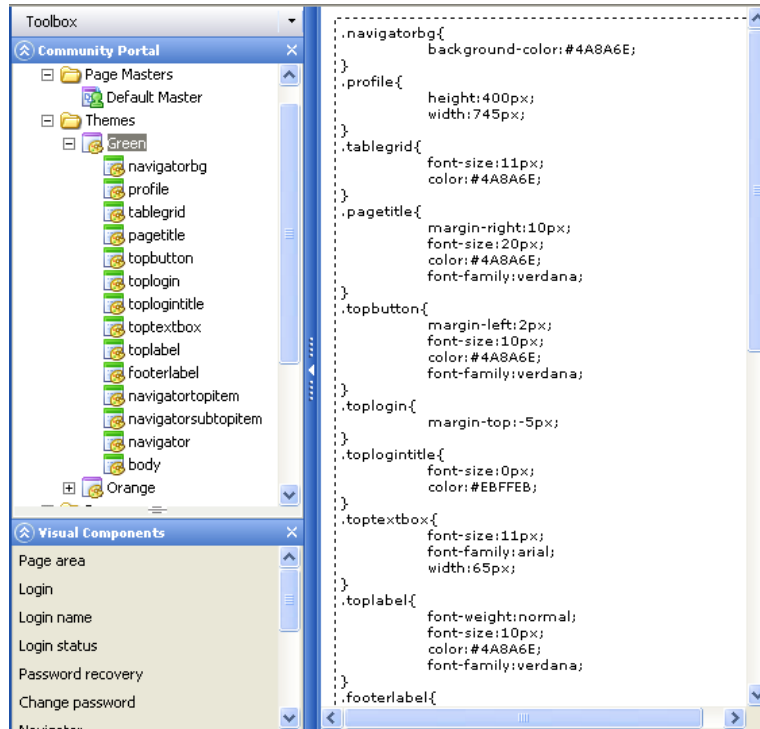 Toolbox
Community Portal
Page Masters
Default Master
Themes
Green
navigatorbg
profile
tablegrid
pagetitle
topbutton
toplogin
toplogintitle
toptextbox
toplabel
footerlabel
navigatortopitem
navigatorsubtopitem
navigator
body
Orange
Visual Components
Page area
Login
Login name
Login status
Password recovery
Change password
Navigator
.navigatorbg{
background-color:#4A8A6E;
}
.profile{
height:400px;
width:745px;
}
.tablegrid{
font-size:11px;
color:#4A8A6E;
}
.pagetitle{
margin-right:10px;
font-size:20px;
color:#4A8A6E;
font-family:verdana;
}
.topbutton{
margin-left:2px;
font-size:10px;
color:#4A8A6E;
font-family:verdana;
}
.toplogin{
margin-top:-5px;
}
.toplogintitle{
font-size:0px;
color:#EBFFEB;
}
.toptextbox{
font-size:11px;
font-family:arial;
width:65px;
}
.toplabel{
font-weight:normal;
font-size:10px;
color:#4A8A6E;
font-family:verdana;
}
.footerlabel{